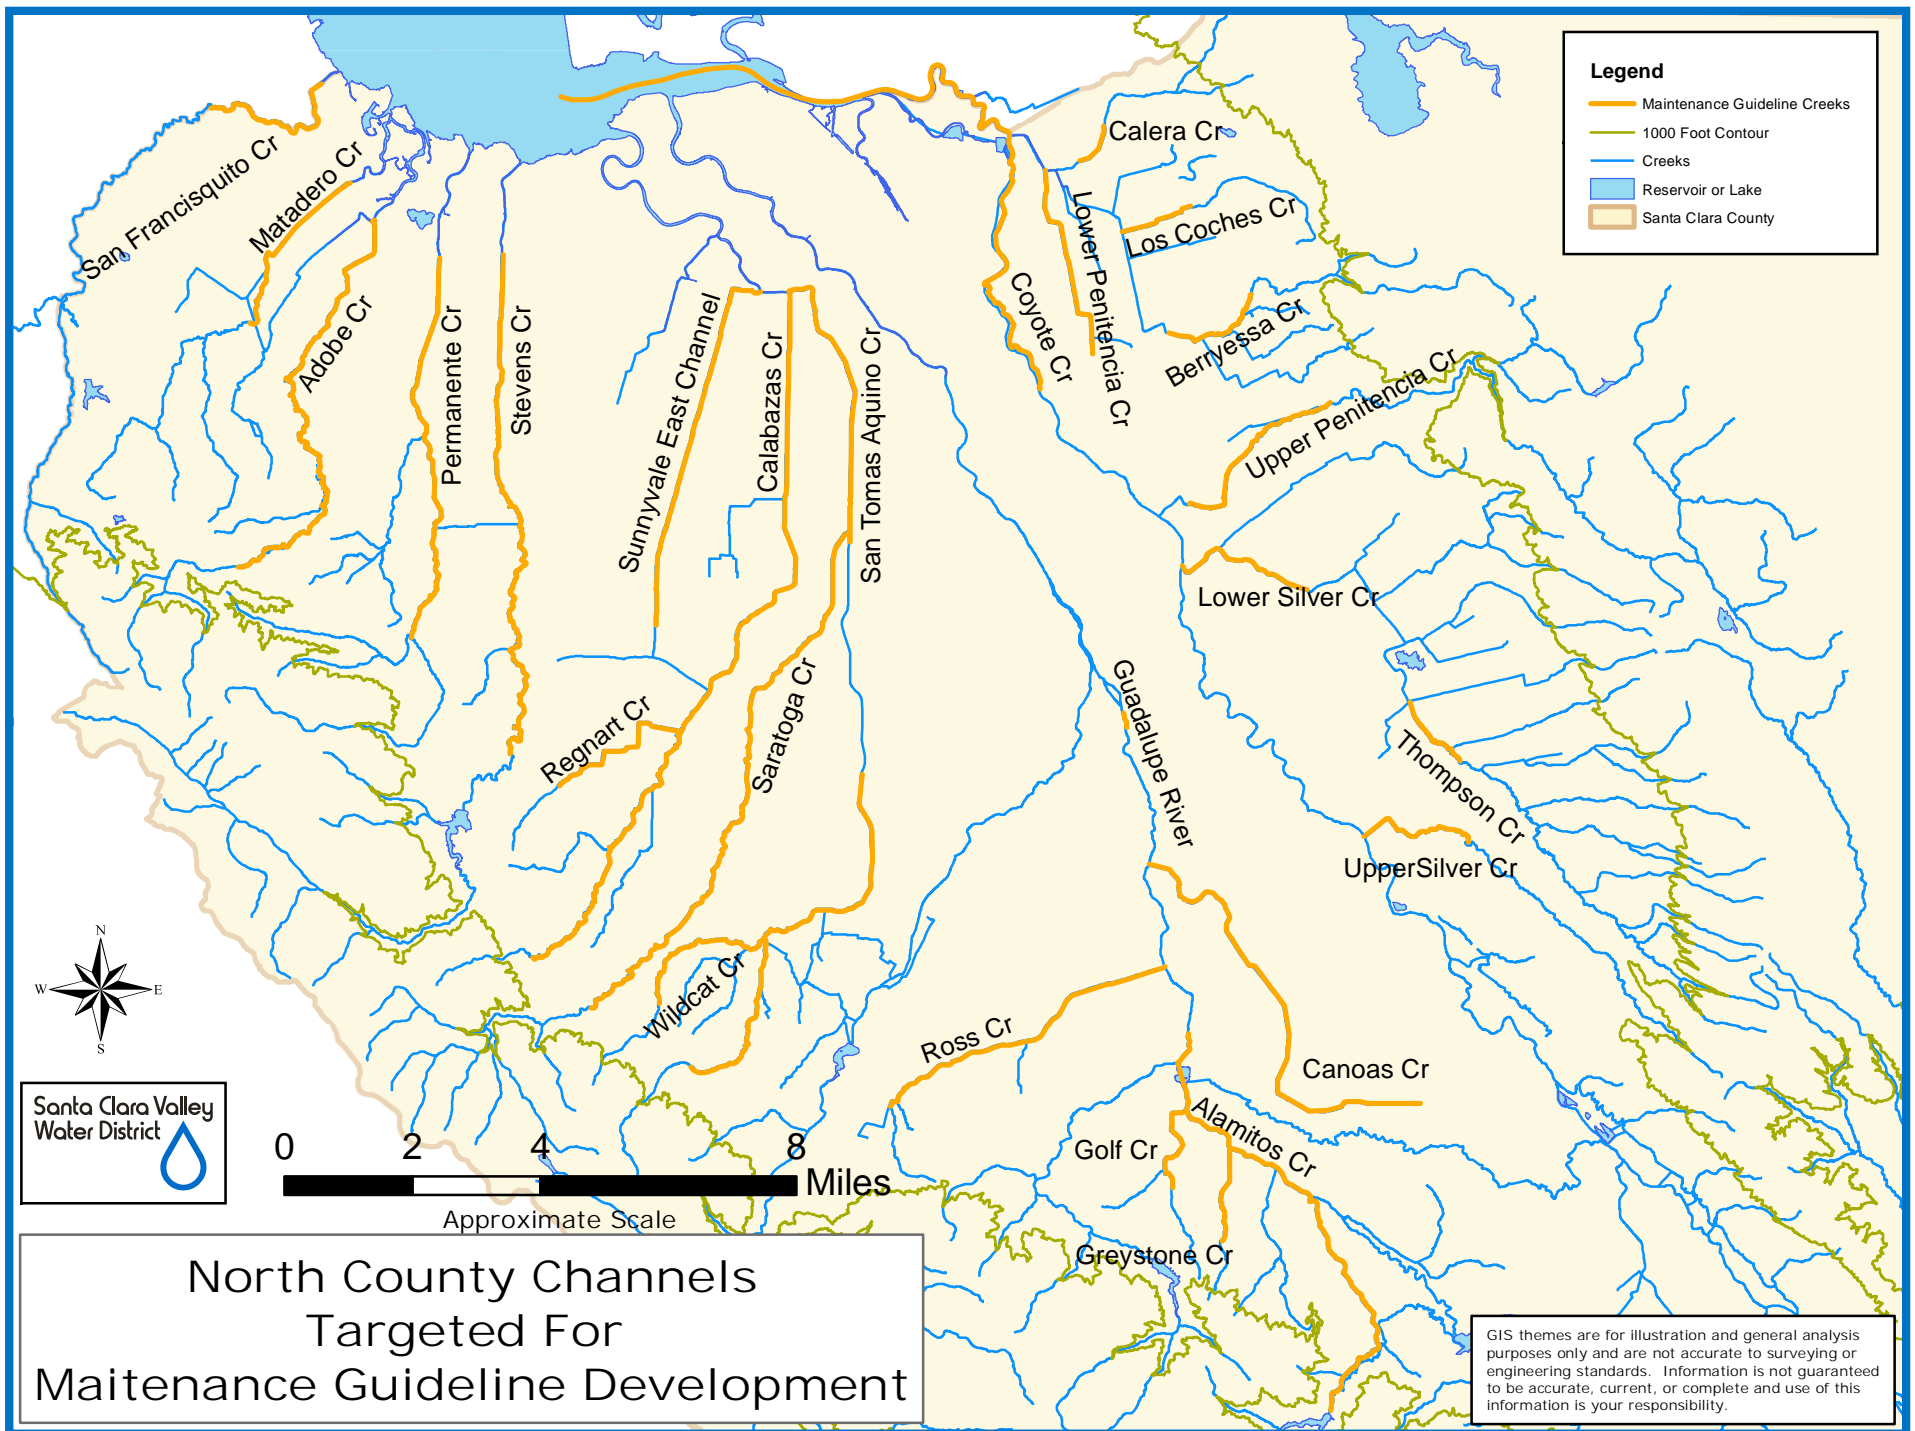 Legend
Maintenance Guideline Creeks
1000 Foot Contour
Creeks
Reservoir or Lake
Santa Clara County
San Francisquito Cr
Matadero Cr
Adobe Cr
Permanente Cr
Stevens Cr
Sunnyvale East Channel
Calabazas Cr
San Tomas Aquino Cr
Calera Cr
Lower Penitencia Cr
Los Coches Cr
Coyote Cr
Berryessa Cr
Upper Penitencia Cr
Lower Silver Cr
Guadalupe River
Thompson Cr
UpperSilver Cr
Regnart Cr
Saratoga Cr
Wildcat Cr
Ross Cr
Canoas Cr
Alamitos Cr
Golf Cr
Greystone Cr
N
W
E
S
Santa Clara Valley
Water District
0 2 4 8
Miles
Approximate Scale
North County Channels
Targeted For
Maitenance Guideline Development
GIS themes are for illustration and general analysis
purposes only and are not accurate to surveying or
engineering standards. Information is not guaranteed
to be accurate, current, or complete and use of this
information is your responsibility.